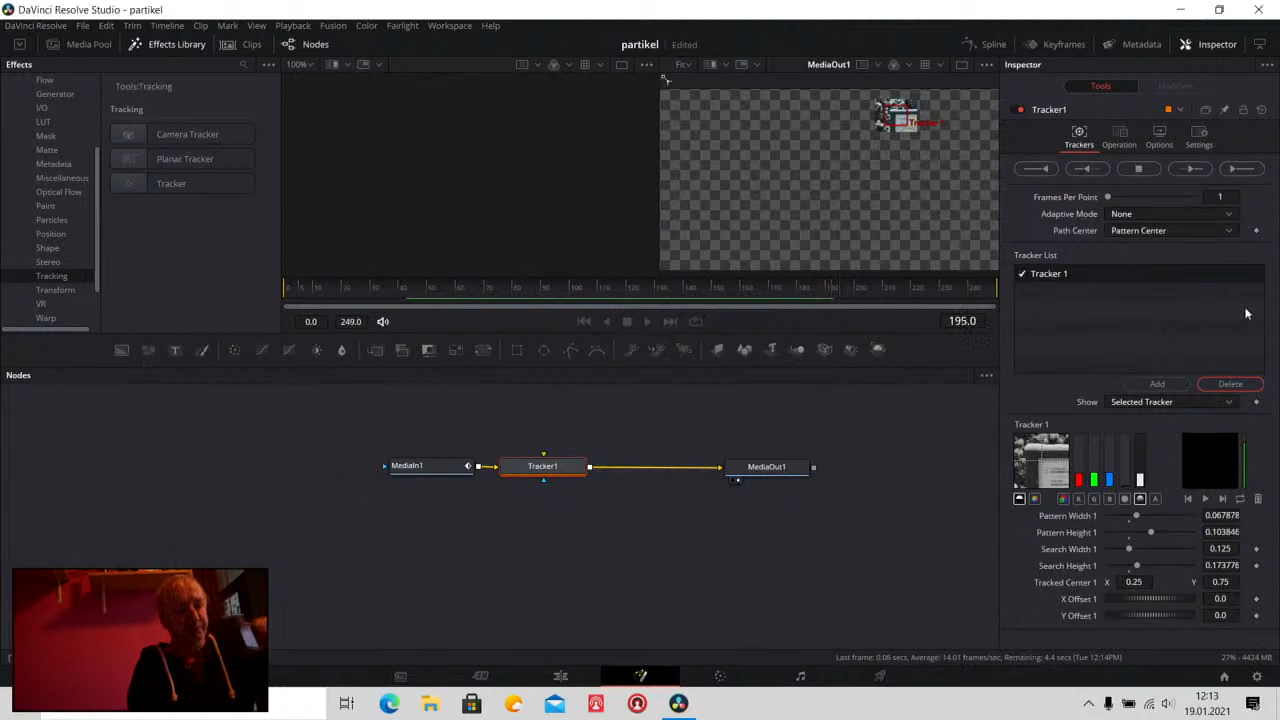 DaVinci Resolve Studio - partikel
DaVinci Resolve File Edit Trim Timeline Clip Mark View Playback Fusion Color Fairlight Workspace Help
Media Pool Effects Library Clips Nodes partikel Edited Spline Keyframes Metadata Inspector
Effects 100% Fit MediaOut1 Inspector
Flow
Generator
I/O
LUT
Mask
Matte
Metadata
Miscellaneous
Optical Flow
Paint
Particles
Position
Shape
Stereo
Tracking
Transform
VR
Warp
Tools:Tracking
Tracking
Camera Tracker
Planar Tracker
Tracker
Tools Modifiers
Tracker1
Trackers Operation Options Settings
Frames Per Point 1
Adaptive Mode None
Path Center Pattern Center
Tracker List
Tracker 1
Add Delete
Show Selected Tracker
Tracker 1
R G B A
Pattern Width 1 0.067878
Pattern Height 1 0.103846
Search Width 1 0.125
Search Height 1 0.173776
Tracked Center 1 X 0.25 Y 0.75
X Offset 1 0.0
Y Offset 1 0.0
0.0 249.0 195.0
Nodes
MediaIn1 Tracker1 MediaOut1
Last frame: 0.06 secs, Average: 14.01 frames/sec, Remaining: 4.4 secs (Tue 12:14PM) 27% - 4424 MB
12:13
19.01.2021